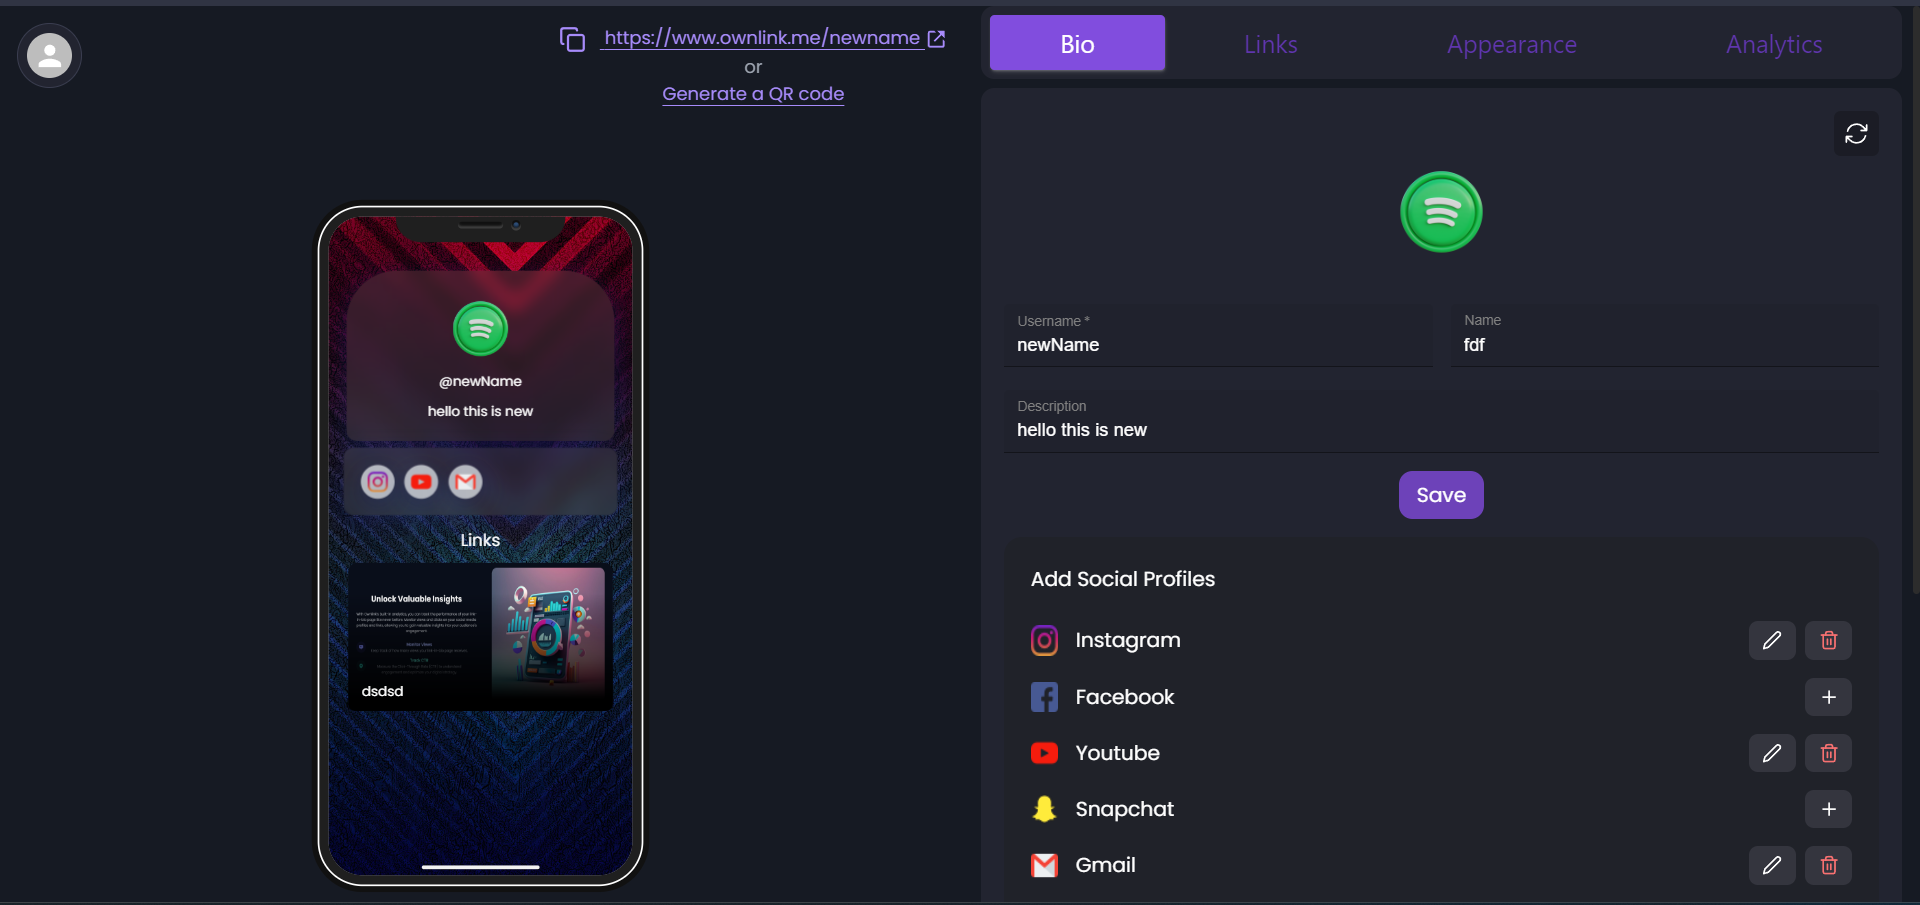 https://www.ownlink.me/newname
or
Generate a QR code
@newName
hello this is new
Links
Unlock Valuable Insights
dsdsd
Bio
Links
Appearance
Analytics
Username *
newName
Name
fdf
Description
hello this is new
Save
Add Social Profiles
Instagram
Facebook
Youtube
Snapchat
Gmail